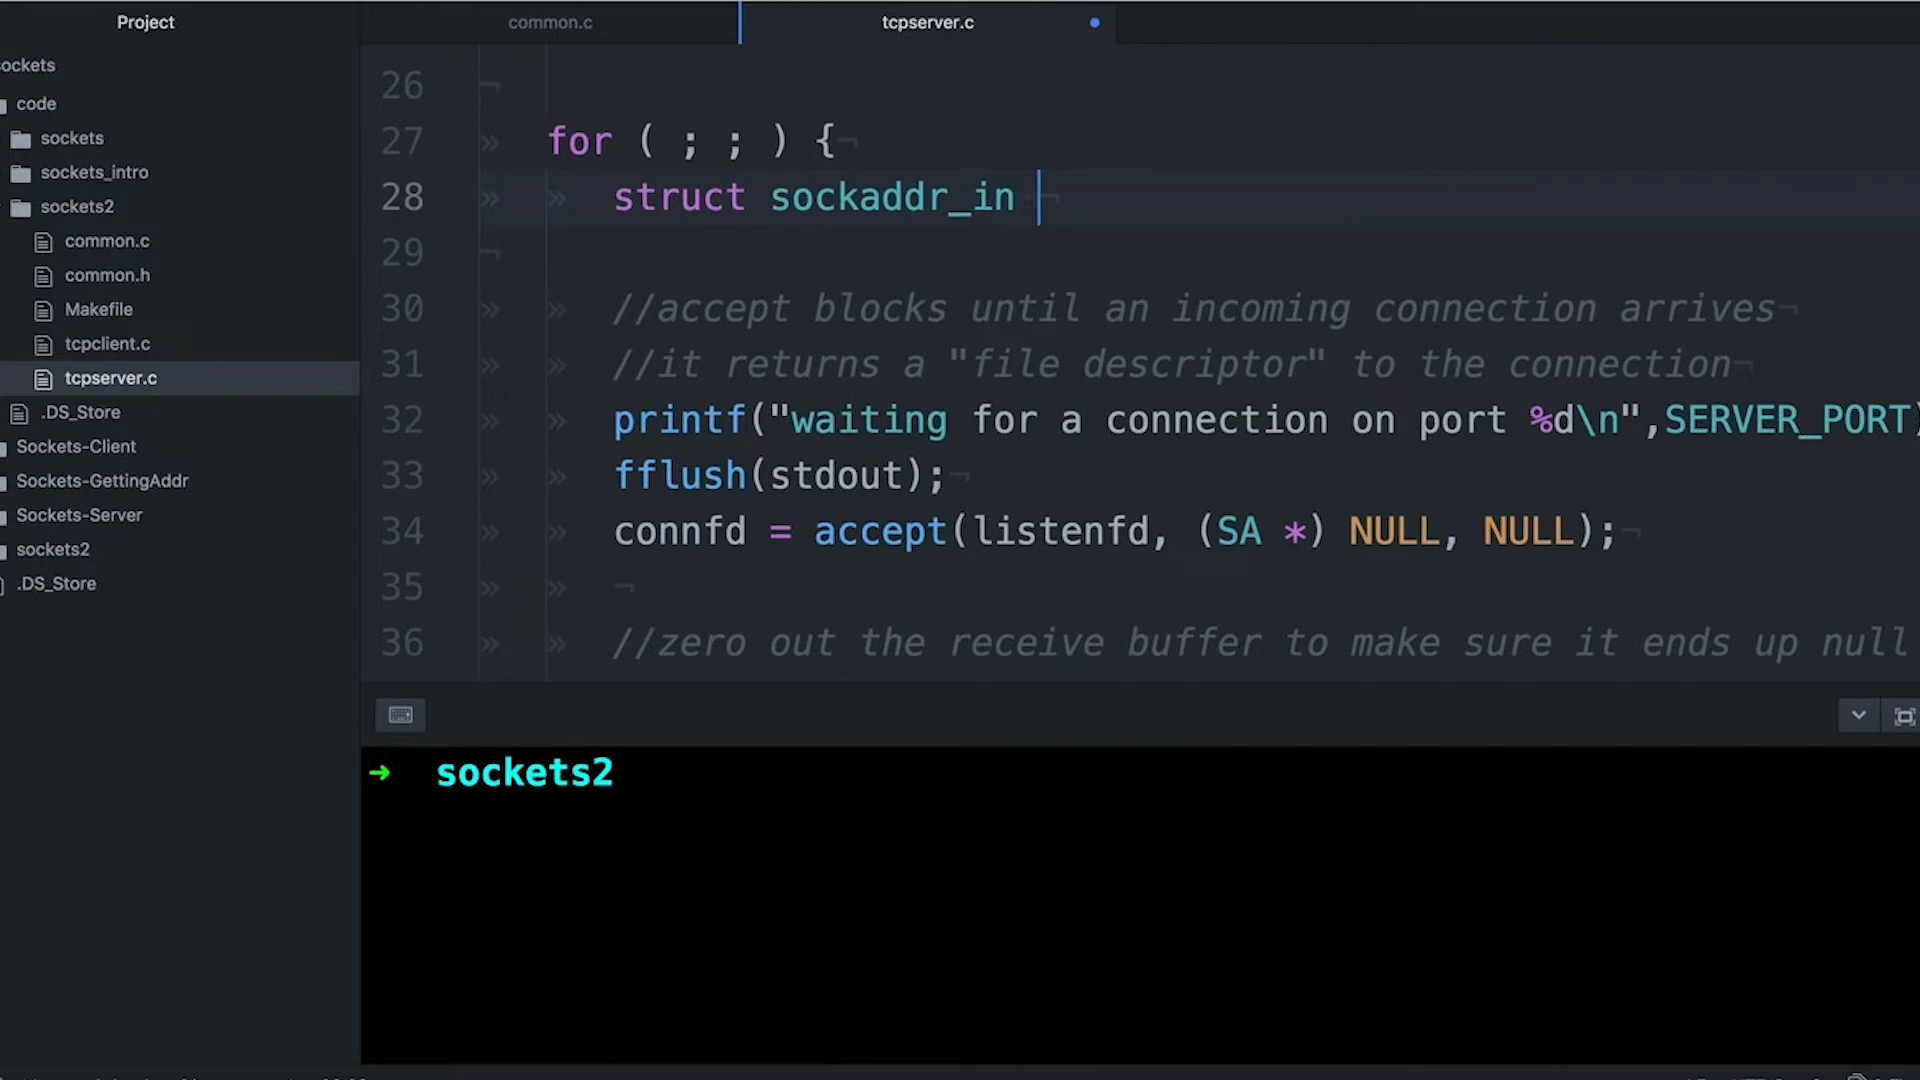 Project
ockets
code
sockets
sockets_intro
sockets2
common.c
common.h
Makefile
tcpclient.c
tcpserver.c
.DS_Store
Sockets-Client
Sockets-GettingAddr
Sockets-Server
sockets2
.DS_Store
common.c
tcpserver.c
26
27 for ( ; ; ) {
28 struct sockaddr_in
29
30 //accept blocks until an incoming connection arrives
31 //it returns a "file descriptor" to the connection
32 printf("waiting for a connection on port %d\n",SERVER_PORT)
33 fflush(stdout);
34 connfd = accept(listenfd, (SA *) NULL, NULL);
35
36 //zero out the receive buffer to make sure it ends up null
➜ sockets2